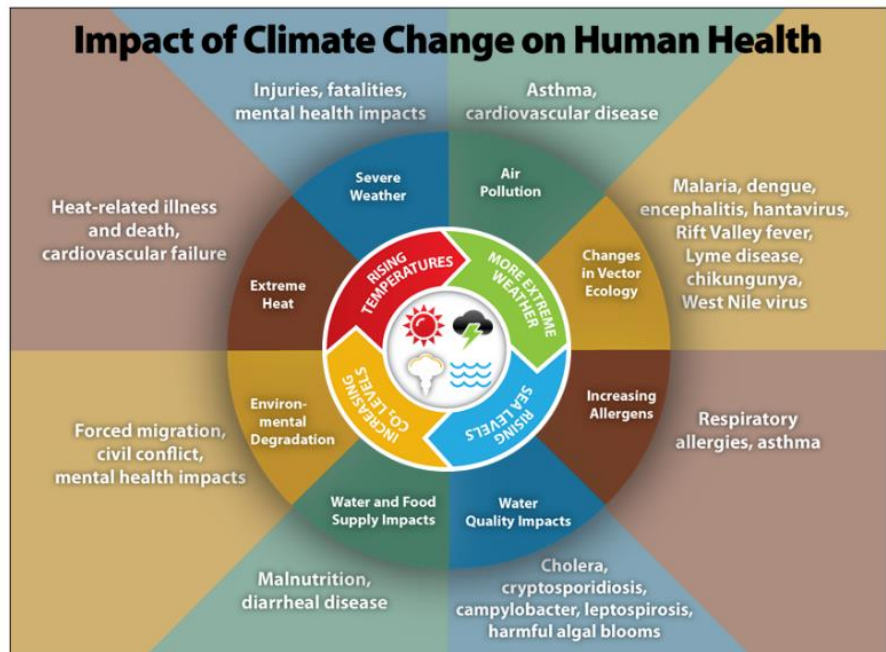 Impact of Climate Change on Human Health
Injuries, fatalities,
mental health impacts
Asthma,
cardiovascular disease
Severe
Weather
Air
Pollution
Heat-related illness
and death,
cardiovascular failure
Malaria, dengue,
encephalitis, hantavirus,
Rift Valley fever,
Lyme disease,
chikungunya,
West Nile virus
Extreme
Heat
Changes
in Vector
Ecology
RISING
TEMPERATURES
MORE EXTREME
WEATHER
INCREASING
CO₂ LEVELS
RISING
SEA LEVELS
Environ-
mental
Degradation
Increasing
Allergens
Forced migration,
civil conflict,
mental health impacts
Respiratory
allergies, asthma
Water and Food
Supply Impacts
Water
Quality Impacts
Malnutrition,
diarrheal disease
Cholera,
cryptosporidiosis,
campylobacter, leptospirosis,
harmful algal blooms